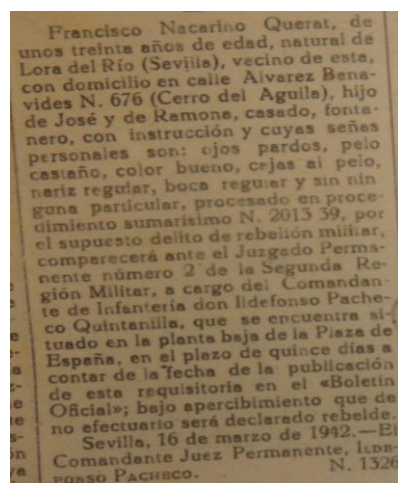 Francisco Nacarino Querat, de
unos treinta años de edad, natural de
Lora del Río (Sevilla), vecino de esta,
con domicilio en calle Alvarez Bena-
vides N. 676 (Cerro del Aguila), hijo
de José y de Ramona, casado, fonta-
nero, con instrucción y cuyas señas
personales son: ojos pardos, pelo
castaño, color bueno, cejas al pelo,
nariz regular, boca regular y sin nin
guna particular, procesado en proce-
dimiento sumarísimo N. 2013 39, por
el supuesto delito de rebelión militar,
comparecerá ante el Juzgedo Perma-
nente número 2 de la Segunda Re-
gión Militar, a cargo del Comandan-
te de Infantería don Ildefonso Pache-
co Quintanilla, que se encuentra si-
tuado en la planta baja de la Plaza de
España, en el plazo de quince días a
contar de la fecha de la publicación
de esta requisitoria en el «Boletín
Oficial»; bajo apercibimiento que de
no efectuarlo será declarado rebelde.
Sevilla, 16 de marzo de 1942.—El
Comandante Juez Permanente, ILDE-
FONSO PACHECO.
N. 1326